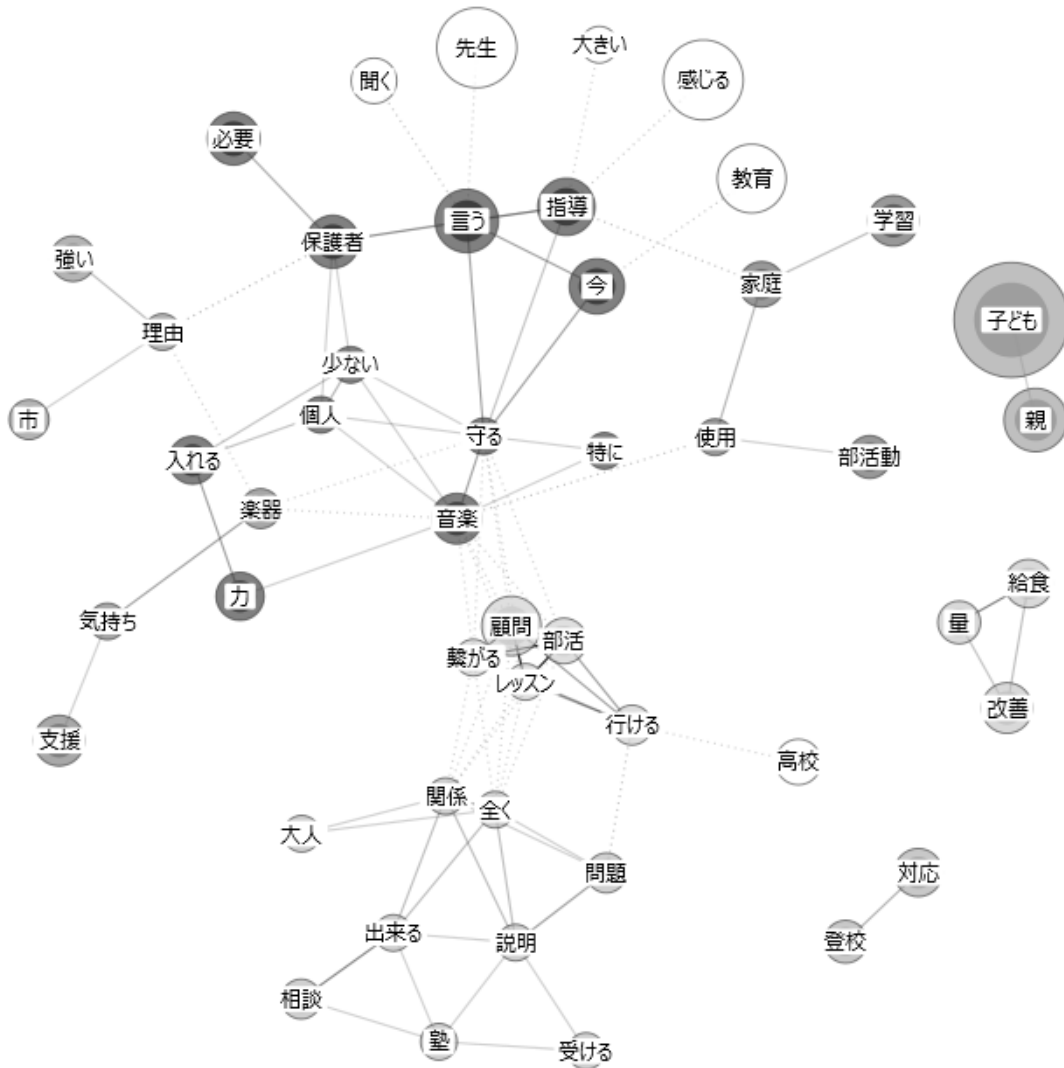 先生
大きい
聞く
感じる
必要
教育
指導
言う
学習
保護者
強い
今
家庭
子ども
理由
少ない
個人
市
親
守る
使用
特に
入れる
部活動
楽器
音楽
力
給食
気持ち
量
顧問
部活
繋がる
レッスン
改善
行ける
支援
高校
関係
全く
大人
問題
対応
出来る
説明
登校
相談
塾
受ける